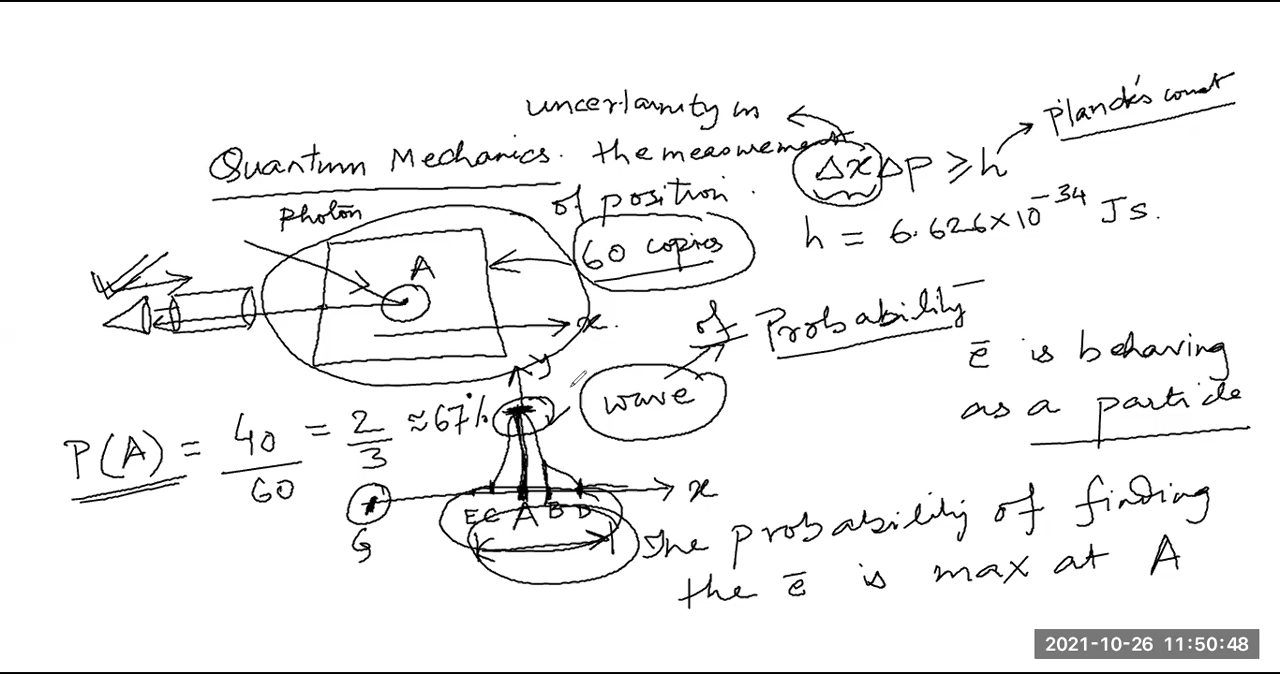 uncertainity in
Quantum Mechanics. the measurement
of position.
Δx Δp ≥ h
Planck's const
h = 6.626×10⁻³⁴ Js.
Photon
A
60 copies
x.
of Probability
wave
y
ē is behaving
as a particle
P(A) = 40/60 = 2/3 ≈ 67%
x
E C A B D
G
The probability of finding
the ē is max at A
2021-10-26 11:50:48